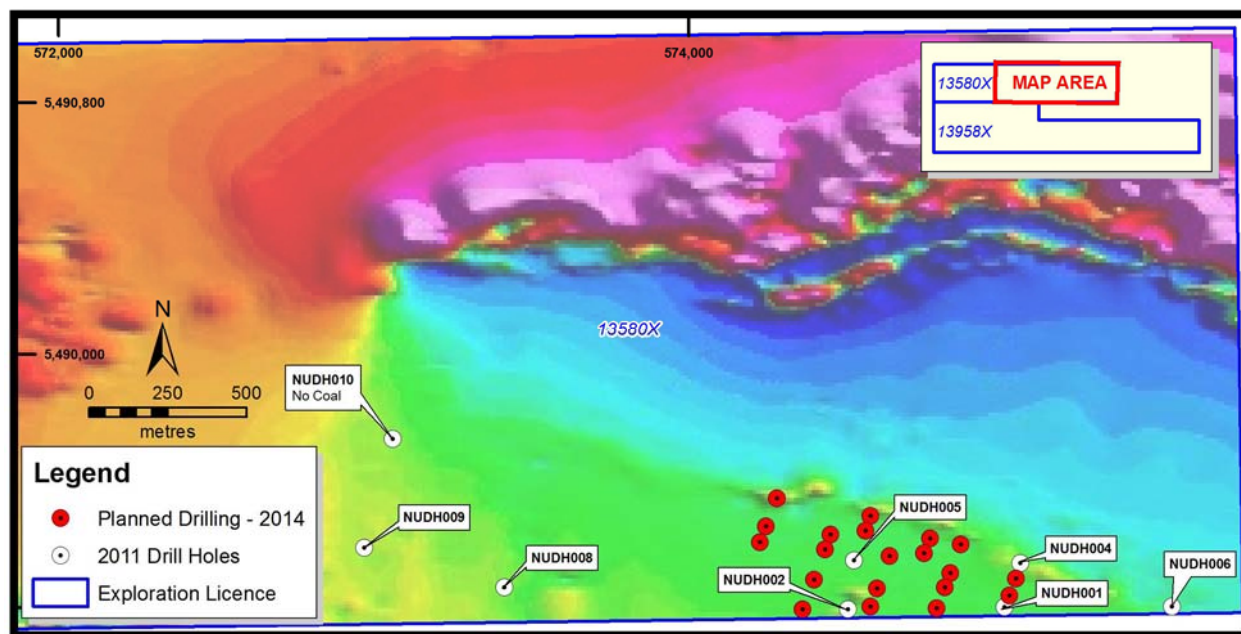 572,000
574,000
5,490,800
13580X
MAP AREA
13958X
13580X
5,490,000
N
0 250 500
metres
NUDH010
No Coal
NUDH009
NUDH008
NUDH005
NUDH004
NUDH006
NUDH002
NUDH001
Legend
Planned Drilling - 2014
2011 Drill Holes
Exploration Licence